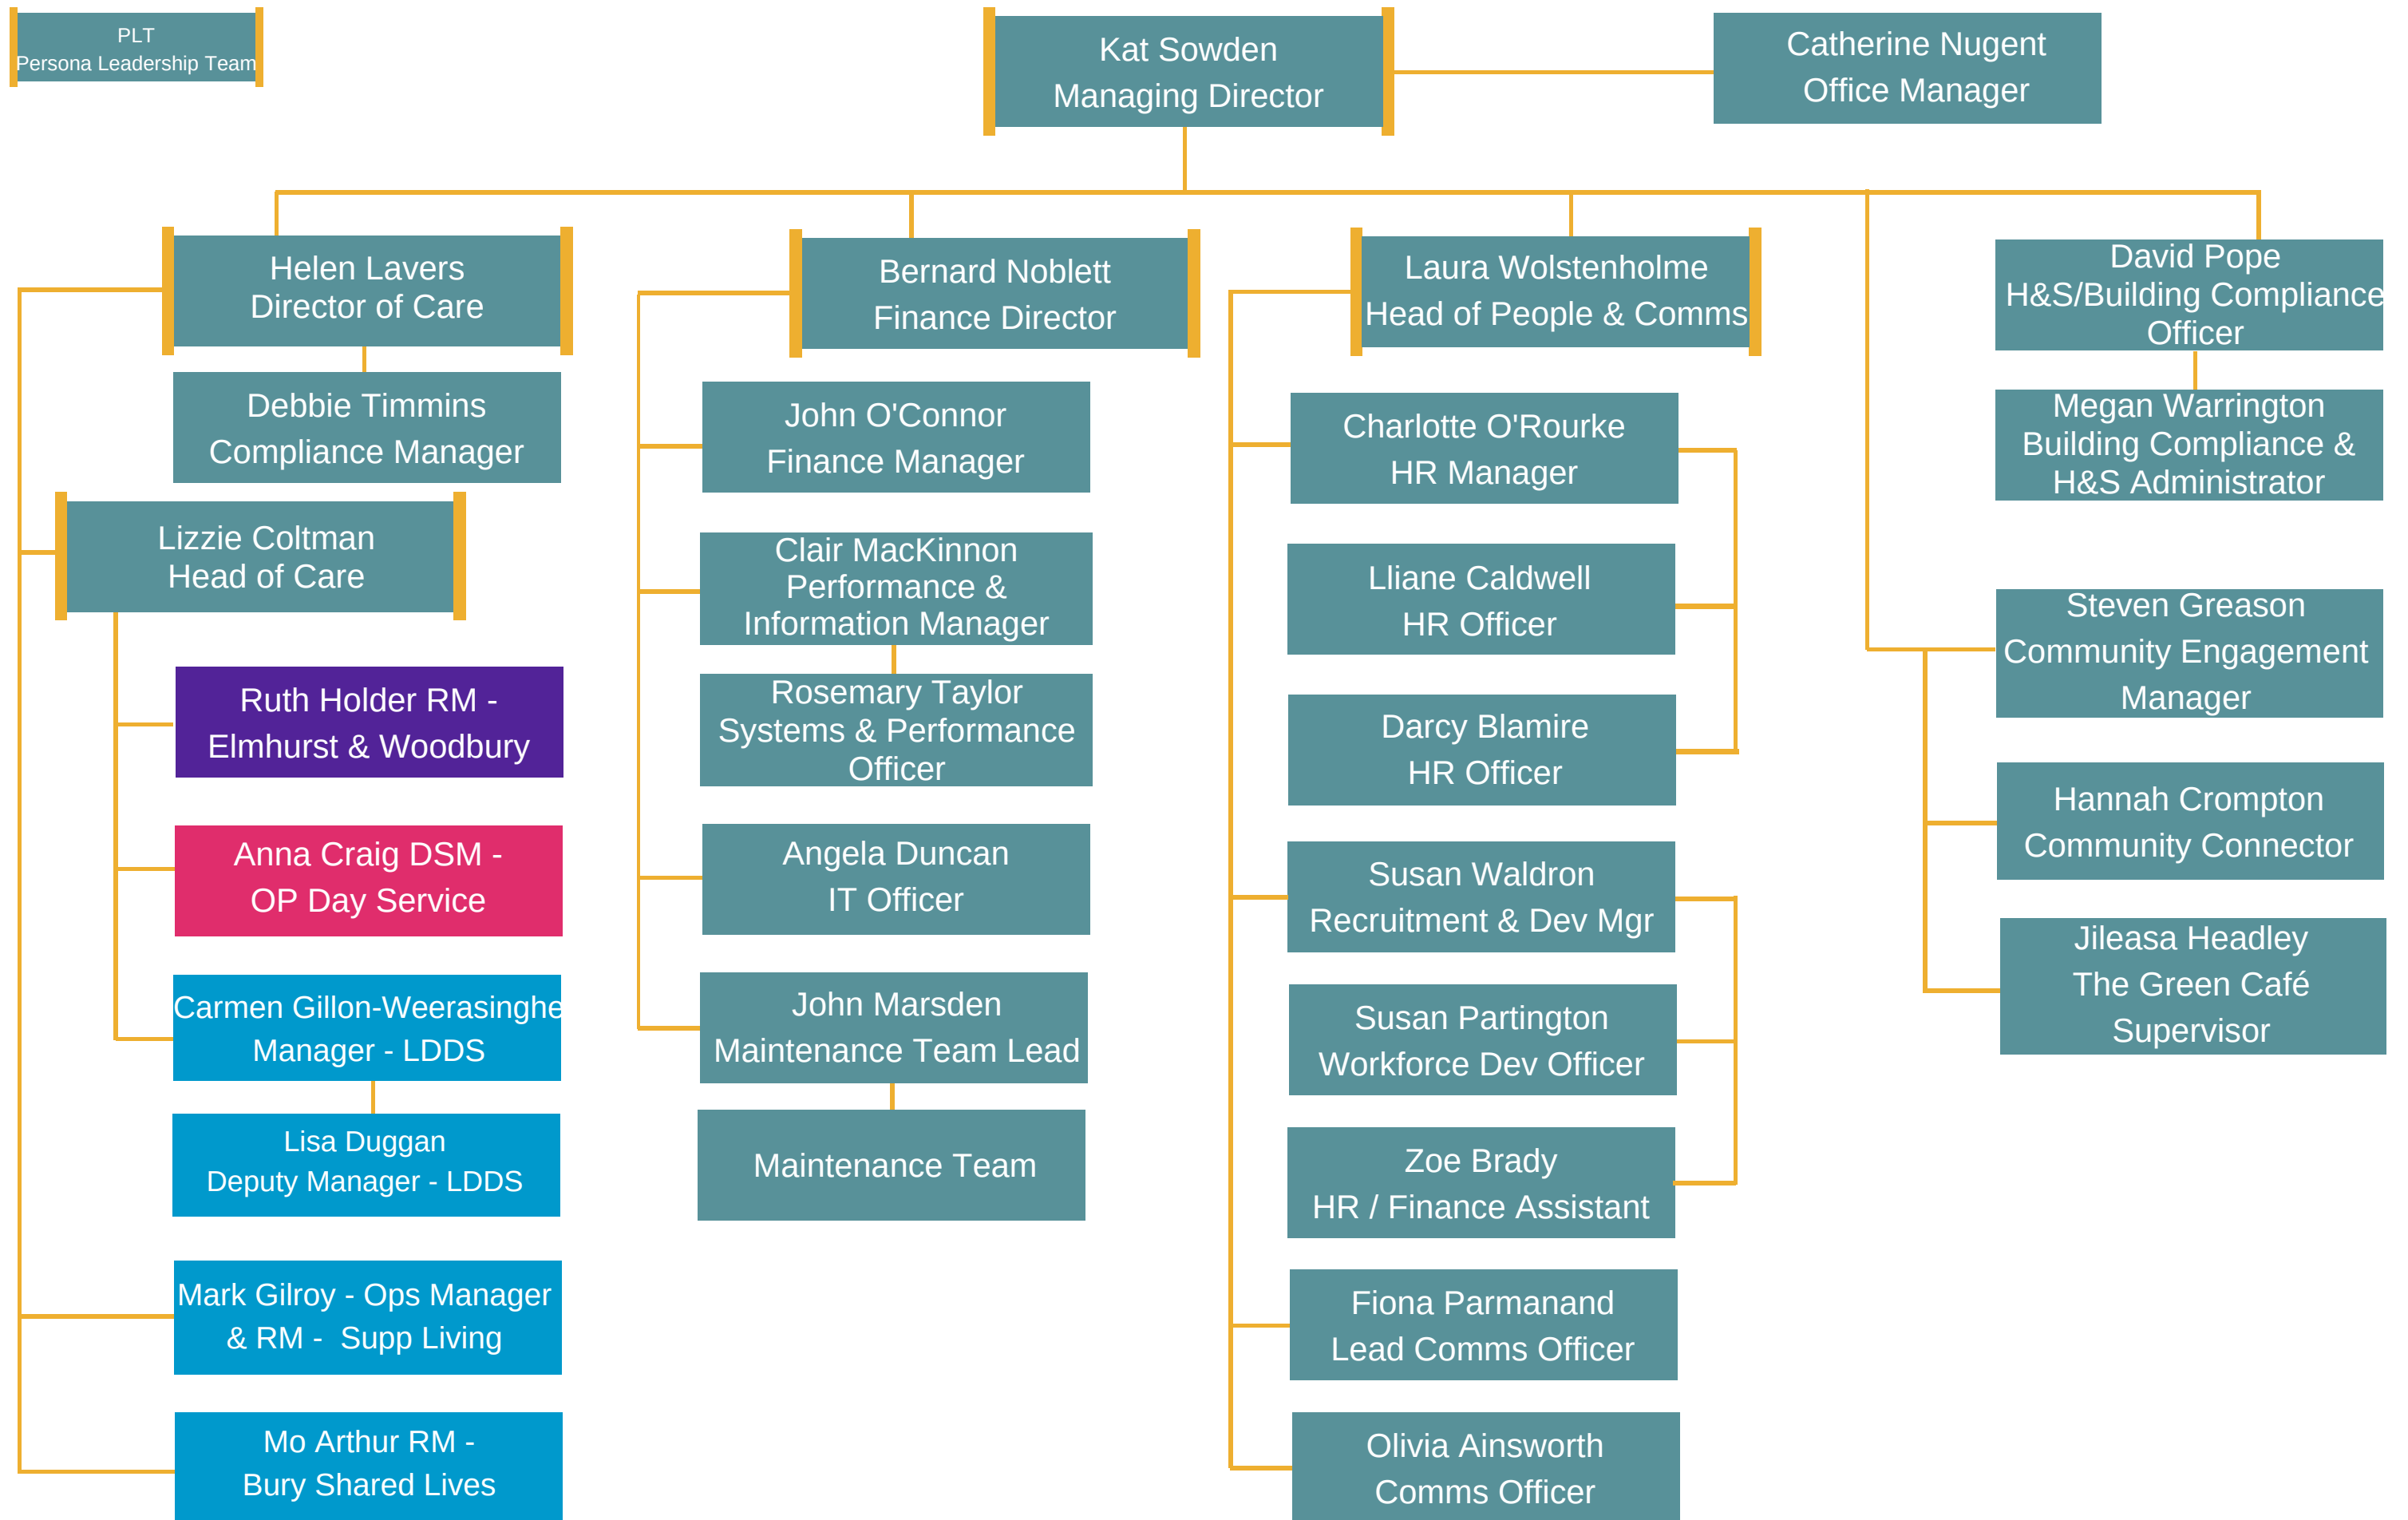 PLT
Persona Leadership Team
Kat Sowden
Managing Director
Catherine Nugent
Office Manager
Helen Lavers
Director of Care
Debbie Timmins
Compliance Manager
Lizzie Coltman
Head of Care
Ruth Holder RM -
Elmhurst & Woodbury
Anna Craig DSM -
OP Day Service
Carmen Gillon-Weerasinghe
Manager - LDDS
Lisa Duggan
Deputy Manager - LDDS
Mark Gilroy - Ops Manager
& RM - Supp Living
Mo Arthur RM -
Bury Shared Lives
Bernard Noblett
Finance Director
John O'Connor
Finance Manager
Clair MacKinnon
Performance &
Information Manager
Rosemary Taylor
Systems & Performance
Officer
Angela Duncan
IT Officer
John Marsden
Maintenance Team Lead
Maintenance Team
Laura Wolstenholme
Head of People & Comms
Charlotte O'Rourke
HR Manager
Lliane Caldwell
HR Officer
Darcy Blamire
HR Officer
Susan Waldron
Recruitment & Dev Mgr
Susan Partington
Workforce Dev Officer
Zoe Brady
HR / Finance Assistant
Fiona Parmanand
Lead Comms Officer
Olivia Ainsworth
Comms Officer
David Pope
H&S/Building Compliance
Officer
Megan Warrington
Building Compliance &
H&S Administrator
Steven Greason
Community Engagement
Manager
Hannah Crompton
Community Connector
Jileasa Headley
The Green Café
Supervisor